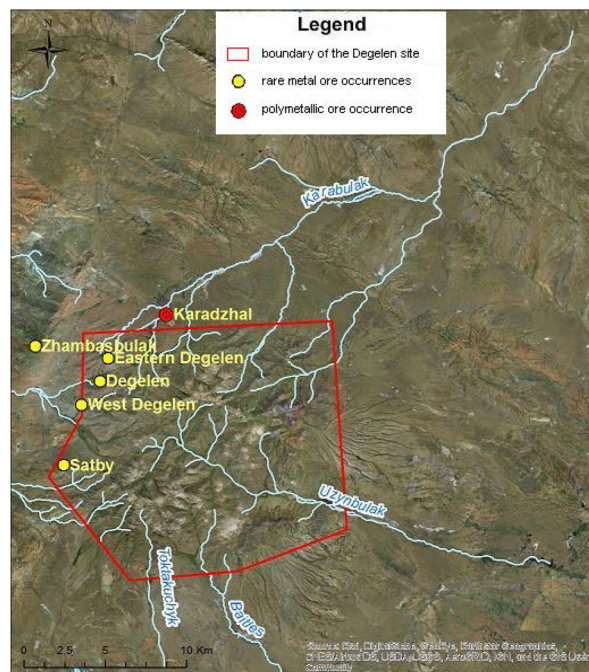 Legend
N
boundary of the Degelen site
rare metal ore occurrences
polymetallic ore occurrence
Karabulak
Karadzhal
Zhambasbulak
Eastern Degelen
Degelen
West Degelen
Satby
Uzynbulak
Toktakuchyk
Baitles
0 2,5 5 10 Km
Source: Esri, DigitalGlobe, GeoEye, Earthstar Geographics,
CNES/Airbus DS, USDA, USGS, AeroGRID, IGN, and the GIS User
Community